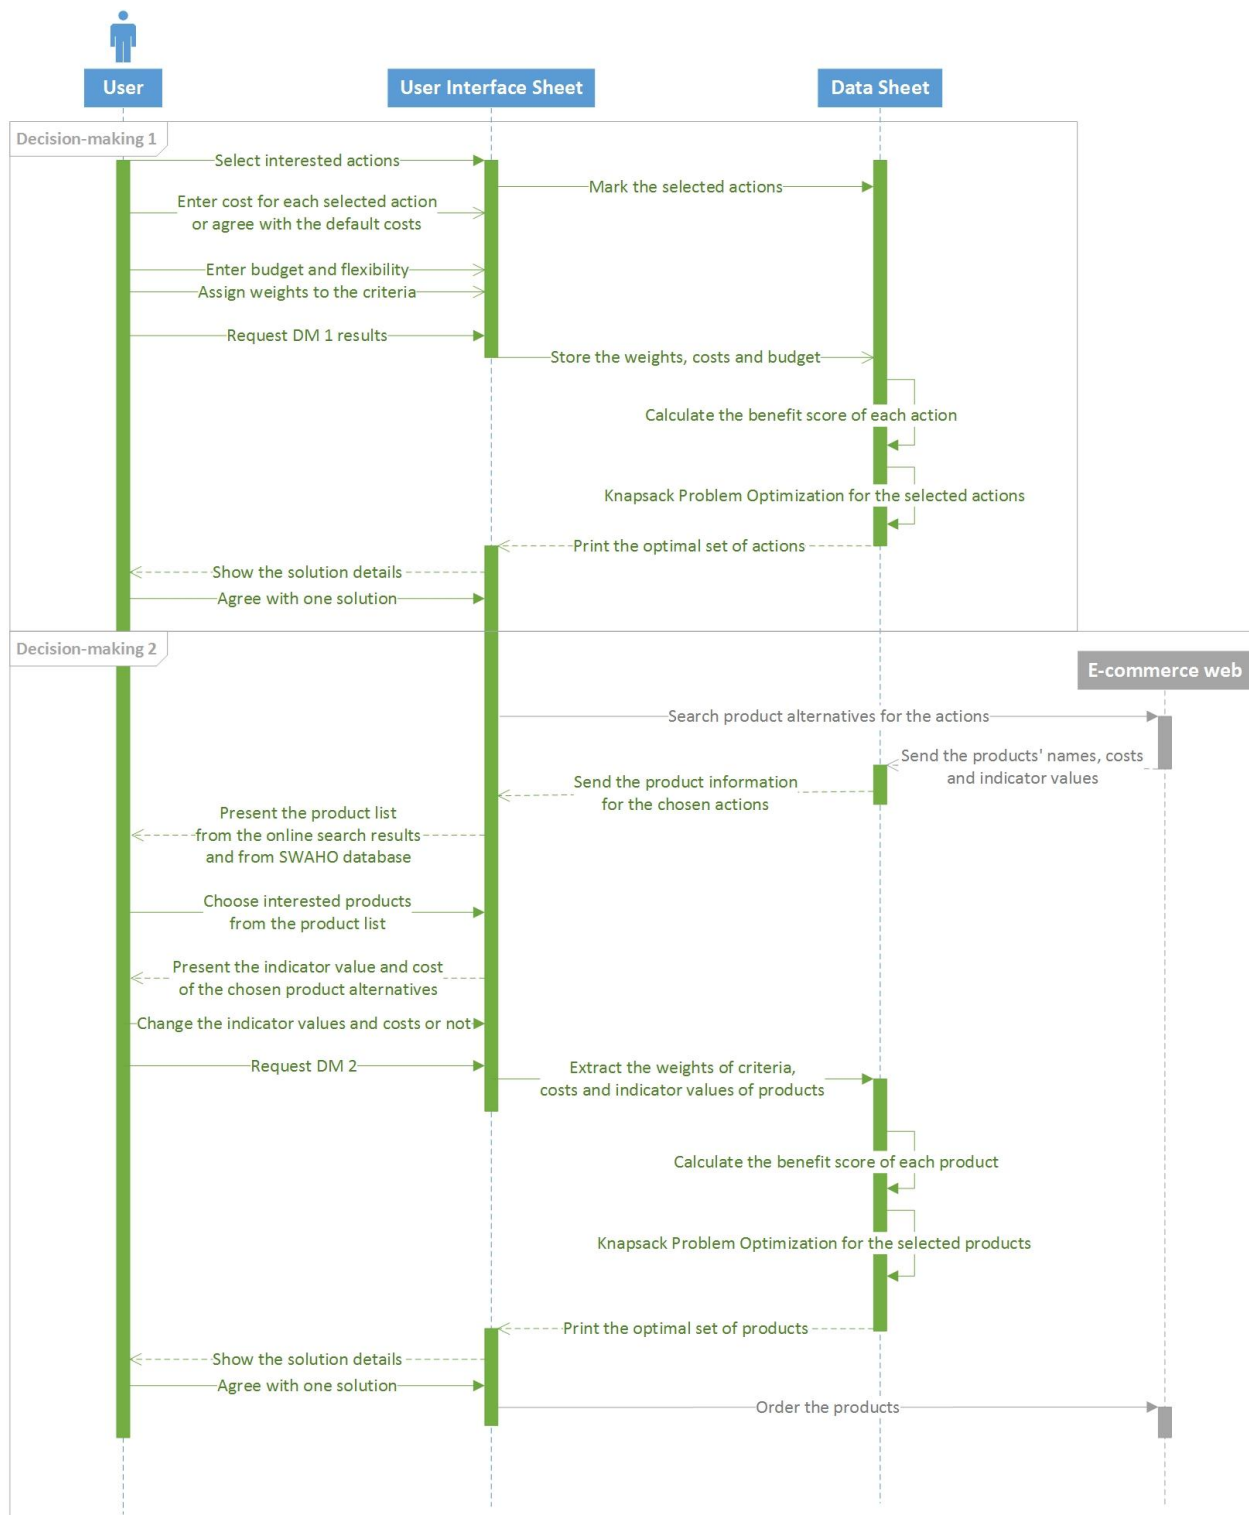 User
User Interface Sheet
Data Sheet
Decision-making 1
Select interested actions
Mark the selected actions
Enter cost for each selected action
or agree with the default costs
Enter budget and flexibility
Assign weights to the criteria
Request DM 1 results
Store the weights, costs and budget
Calculate the benefit score of each action
Knapsack Problem Optimization for the selected actions
Print the optimal set of actions
Show the solution details
Agree with one solution
Decision-making 2
E-commerce web
Search product alternatives for the actions
Send the products' names, costs
and indicator values
Send the product information
for the chosen actions
Present the product list
from the online search results
and from SWAHO database
Choose interested products
from the product list
Present the indicator value and cost
of the chosen product alternatives
Change the indicator values and costs or not
Request DM 2
Extract the weights of criteria,
costs and indicator values of products
Calculate the benefit score of each product
Knapsack Problem Optimization for the selected products
Print the optimal set of products
Show the solution details
Agree with one solution
Order the products